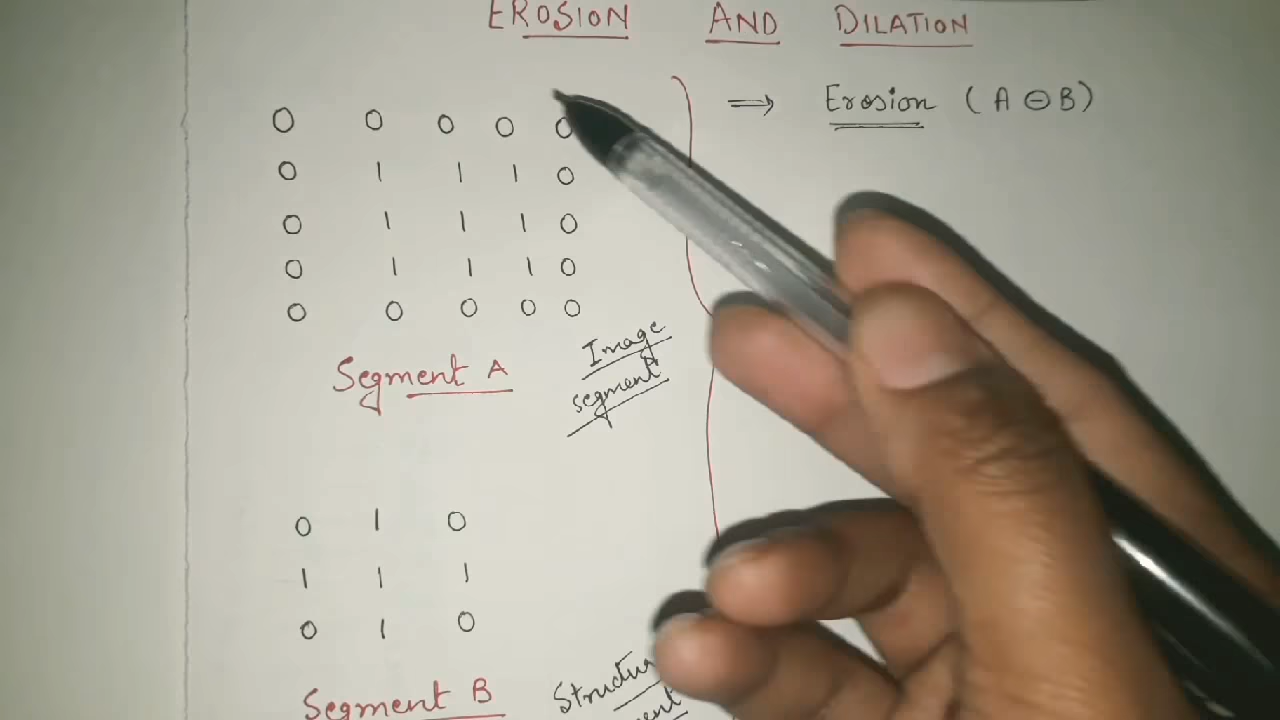 EROSION AND DILATION
0 0 0 0 0
0 1 1 1 0
0 1 1 1 0
0 1 1 1 0
0 0 0 0 0
Segment A
Image
segment
0 1 0
1 1 1
0 1 0
Segment B
⇒ Erosion (A ⊖ B)